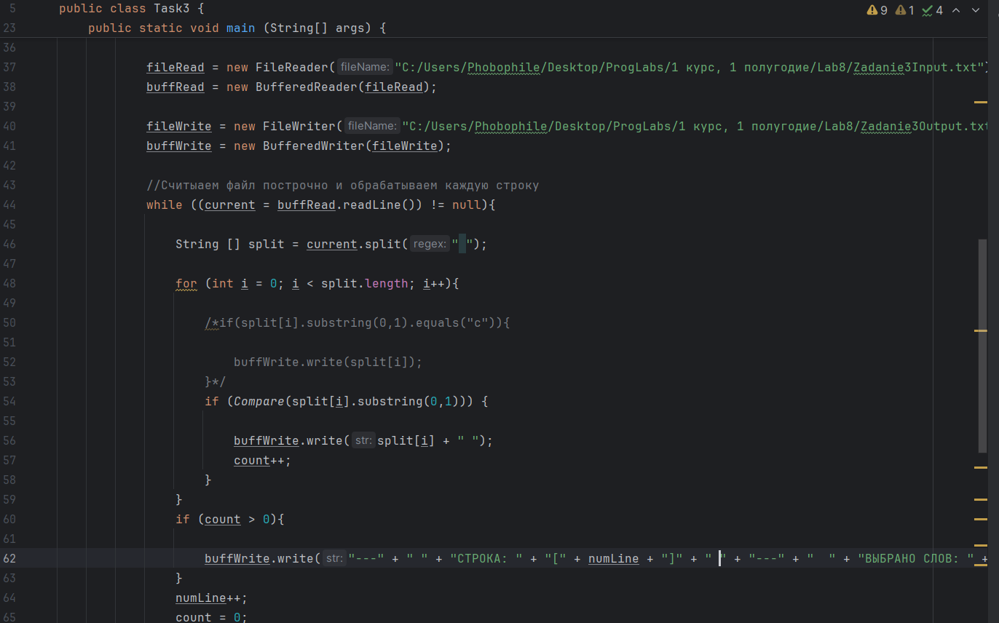 5 public class Task3 { 9 1 4
23 public static void main (String[] args) {
36
37 fileRead = new FileReader( fileName: "C:/Users/Phobophile/Desktop/ProgLabs/1 курс, 1 полугодие/Lab8/Zadanie3Input.txt")
38 buffRead = new BufferedReader(fileRead);
39
40 fileWrite = new FileWriter( fileName: "C:/Users/Phobophile/Desktop/ProgLabs/1 курс, 1 полугодие/Lab8/Zadanie3Output.txt
41 buffWrite = new BufferedWriter(fileWrite);
42
43 //Считыаем файл построчно и обрабатываем каждую строку
44 while ((current = buffRead.readLine()) != null){
45
46 String [] split = current.split( regex: " ");
47
48 for (int i = 0; i < split.length; i++){
49
50 /*if(split[i].substring(0,1).equals("c")){
51
52 buffWrite.write(split[i]);
53 }*/
54 if (Compare(split[i].substring(0,1))) {
55
56 buffWrite.write( str: split[i] + " ");
57 count++;
58 }
59 }
60 if (count > 0){
61
62 buffWrite.write( str: "---" + " " + "СТРОКА: " + "[" + numLine + "]" + " " + "---" + "  " + "ВЫБРАНО СЛОВ: " +
63 }
64 numLine++;
65 count = 0;